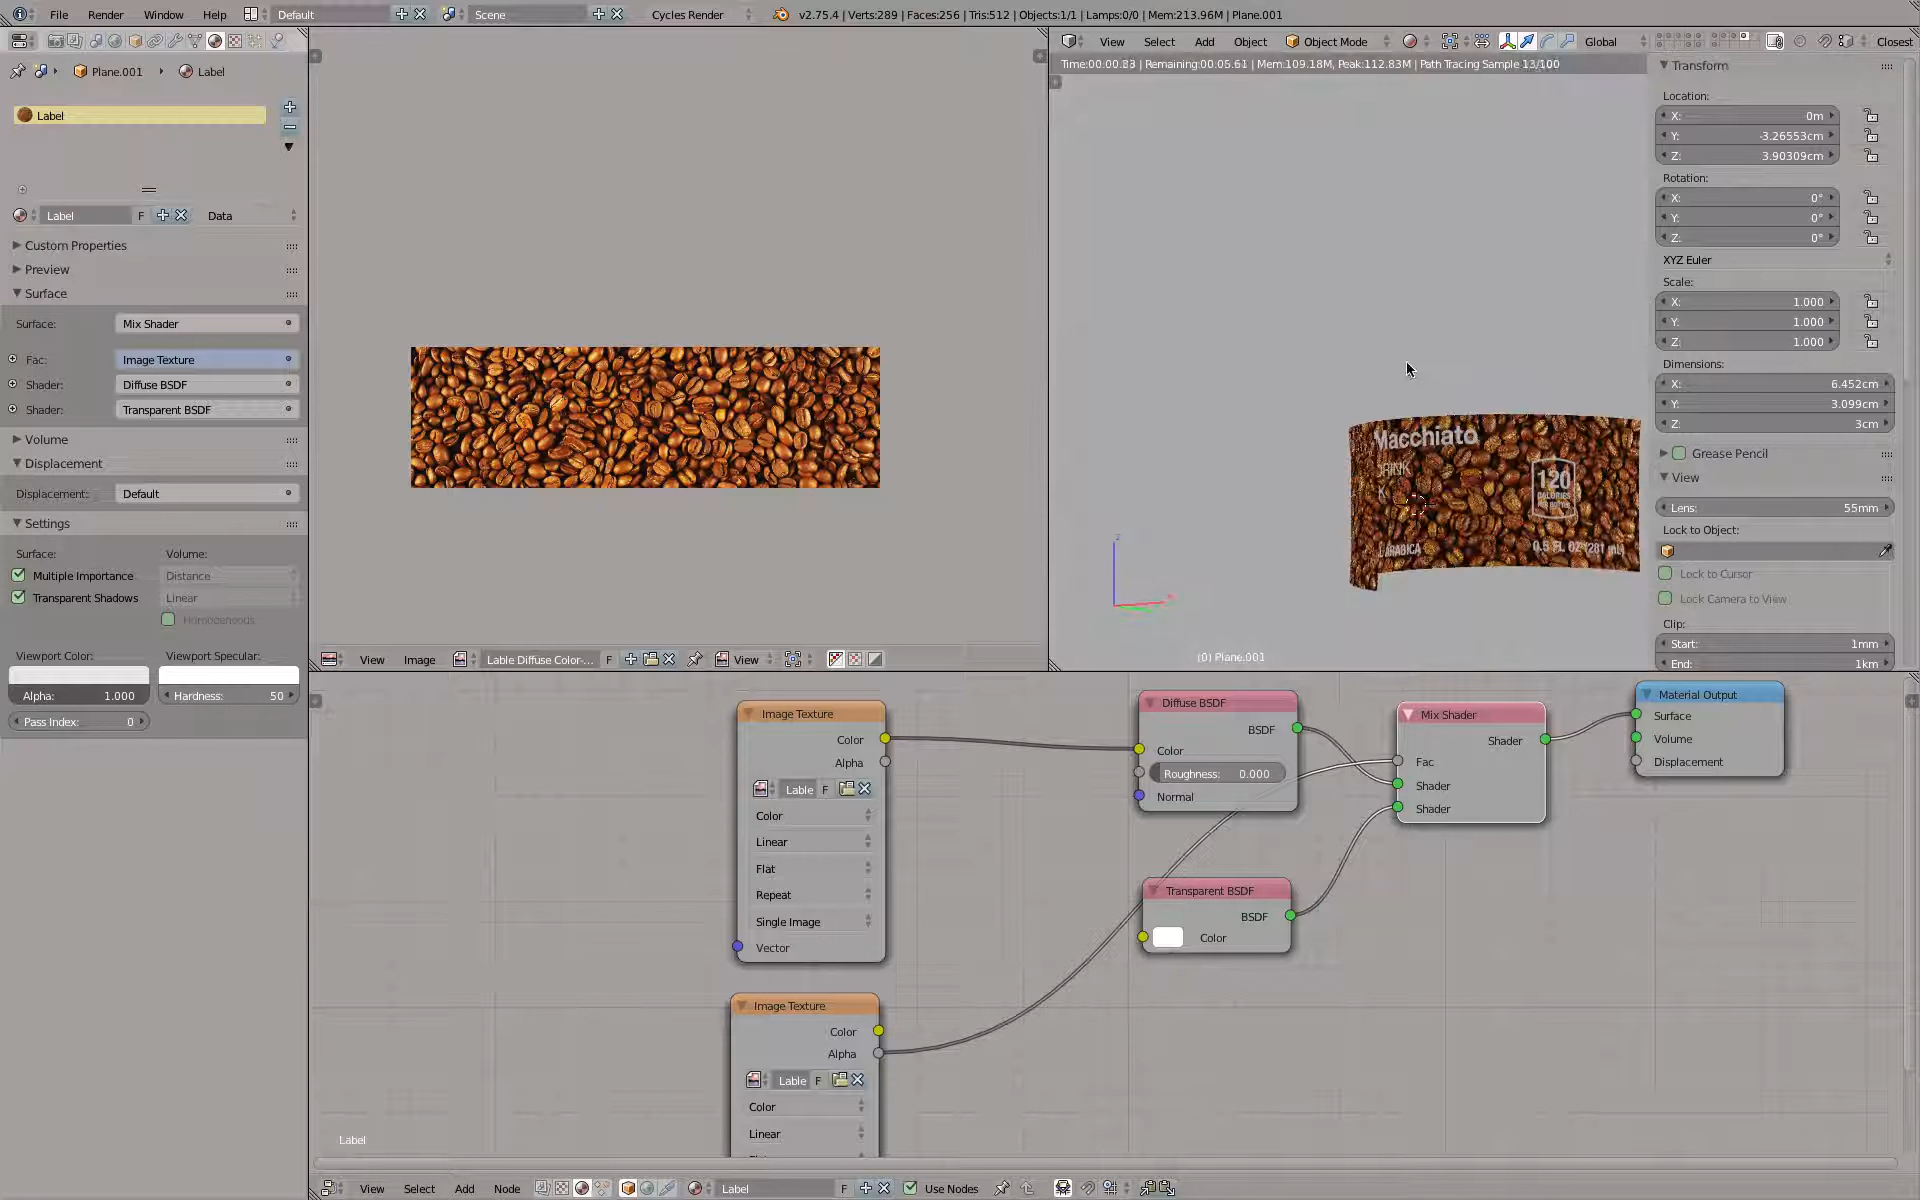 File Render Window Help Default Scene Cycles Render v2.75.4 | Verts:289 | Faces:256 | Tris:512 | Objects:1/1 | Lamps:0/0 | Mem:213.96M | Plane.001
View Select Add Object Object Mode Global Closest
Time:00:00.83 | Remaining:00:05.61 | Mem:109.18M, Peak:112.83M | Path Tracing Sample 13/100
Plane.001 Label
Label
Label F Data
Custom Properties
Preview
Surface
Surface: Mix Shader
Fac: Image Texture
Shader: Diffuse BSDF
Shader: Transparent BSDF
Volume
Displacement
Displacement: Default
Settings
Surface: Volume:
Multiple Importance Distance
Transparent Shadows Linear
Homogeneous
Viewport Color: Viewport Specular:
Alpha: 1.000 Hardness: 50
Pass Index: 0
View Image Lable Diffuse Color-... F View
Macchiato
DRINK
K
ARABICA
120
CALORIES
PER BOTTLE
9.5 FL OZ (281 mL)
z
(0) Plane.001
Transform
Location:
X: 0m
Y: -3.26553cm
Z: 3.90309cm
Rotation:
X: 0°
Y: 0°
Z: 0°
XYZ Euler
Scale:
X: 1.000
Y: 1.000
Z: 1.000
Dimensions:
X: 6.452cm
Y: 3.099cm
Z: 3cm
Grease Pencil
View
Lens: 55mm
Lock to Object:
Lock to Cursor
Lock Camera to View
Clip:
Start: 1mm
End: 1km
Image Texture
Color
Alpha
Lable F
Color
Linear
Flat
Repeat
Single Image
Vector
Image Texture
Color
Alpha
Lable F
Color
Linear
Diffuse BSDF
BSDF
Color
Roughness: 0.000
Normal
Transparent BSDF
BSDF
Color
Mix Shader
Shader
Fac
Shader
Shader
Material Output
Surface
Volume
Displacement
Label
View Select Add Node Label F Use Nodes